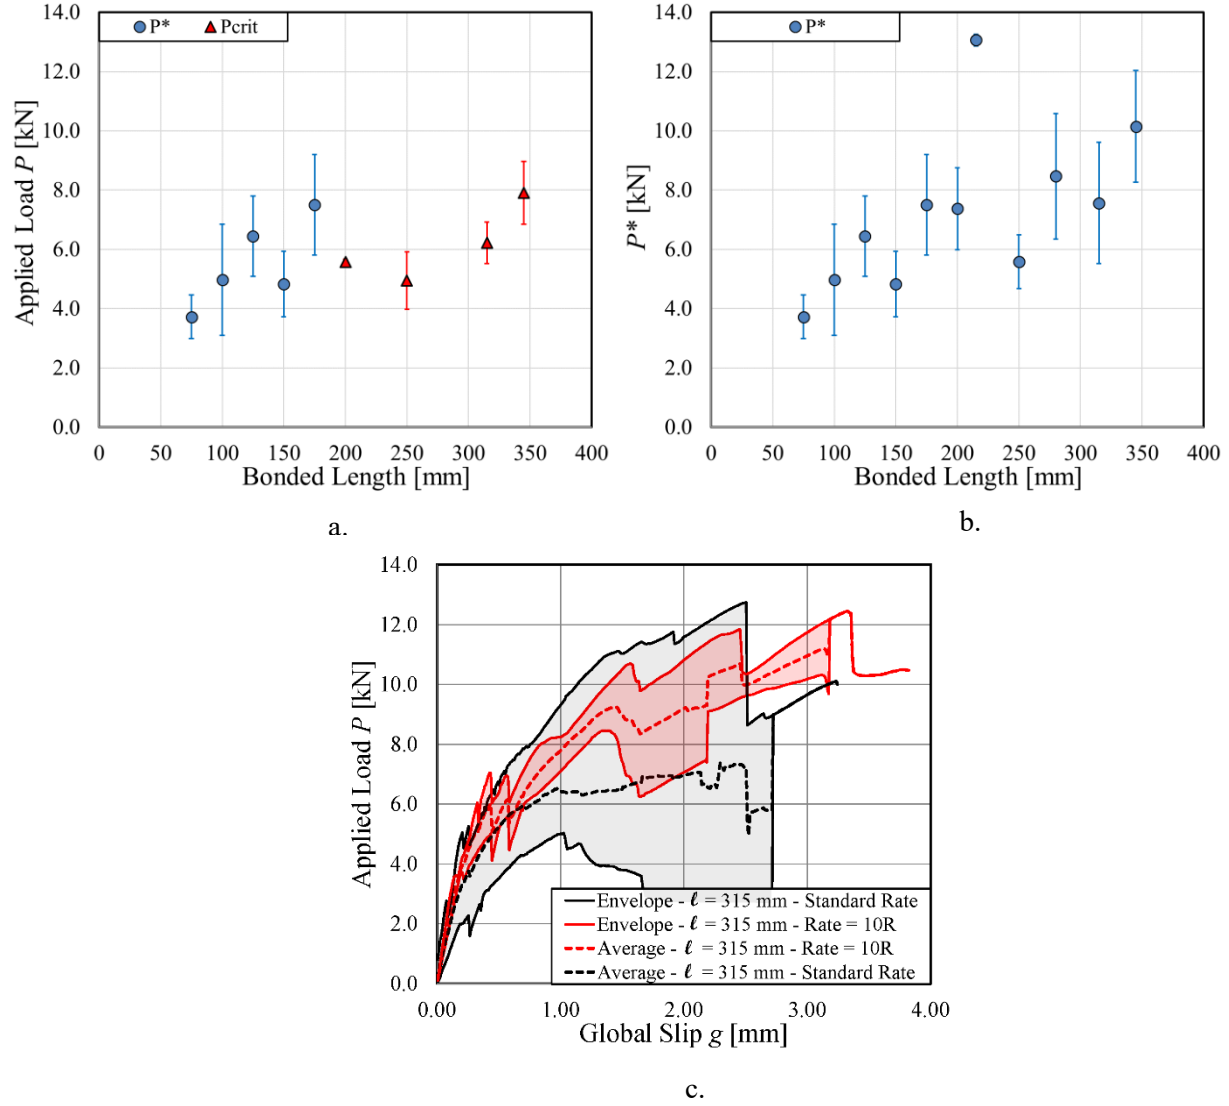 P* Pcrit
14.0
12.0
10.0
8.0
6.0
4.0
2.0
0.0
Applied Load P [kN]
0 50 100 150 200 250 300 350 400
Bonded Length [mm]
a.
P*
14.0
12.0
10.0
8.0
6.0
4.0
2.0
0.0
P* [kN]
0 50 100 150 200 250 300 350 400
Bonded Length [mm]
b.
14.0
12.0
10.0
8.0
6.0
4.0
2.0
0.0
Applied Load P [kN]
Envelope - ℓ = 315 mm - Standard Rate
Envelope - ℓ = 315 mm - Rate = 10R
Average - ℓ = 315 mm - Rate = 10R
Average - ℓ = 315 mm - Standard Rate
0.00 1.00 2.00 3.00 4.00
Global Slip g [mm]
c.